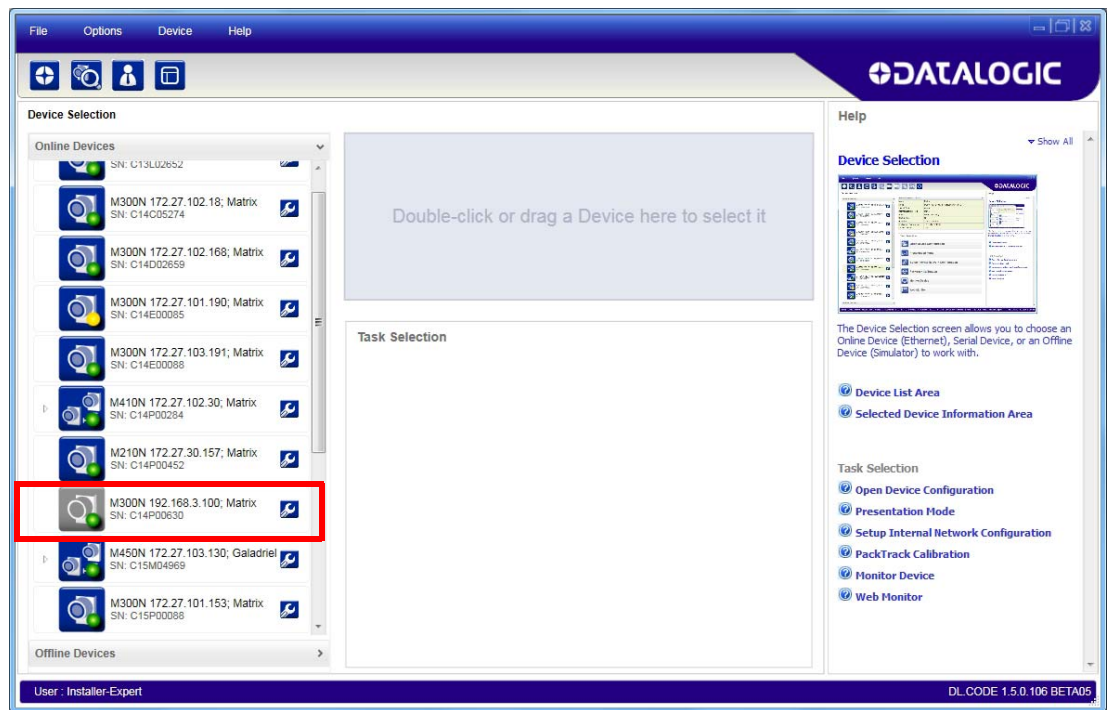 File Options Device Help
DATALOGIC
Device Selection
Online Devices
SN: C13L02652
M300N 172.27.102.18; Matrix
SN: C14C05274
M300N 172.27.102.168; Matrix
SN: C14D02659
M300N 172.27.101.190; Matrix
SN: C14E00085
M300N 172.27.103.191; Matrix
SN: C14E00088
M410N 172.27.102.30; Matrix
SN: C14P00284
M210N 172.27.30.157; Matrix
SN: C14P00452
M300N 192.168.3.100; Matrix
SN: C14P00630
M450N 172.27.103.130; Galadriel
SN: C15M04969
M300N 172.27.101.153; Matrix
SN: C15P00088
Offline Devices
Double-click or drag a Device here to select it
Task Selection
Help
Show All
Device Selection
The Device Selection screen allows you to choose an
Online Device (Ethernet), Serial Device, or an Offline
Device (Simulator) to work with.
Device List Area
Selected Device Information Area
Task Selection
Open Device Configuration
Presentation Mode
Setup Internal Network Configuration
PackTrack Calibration
Monitor Device
Web Monitor
User : Installer-Expert
DL.CODE 1.5.0.106 BETA05